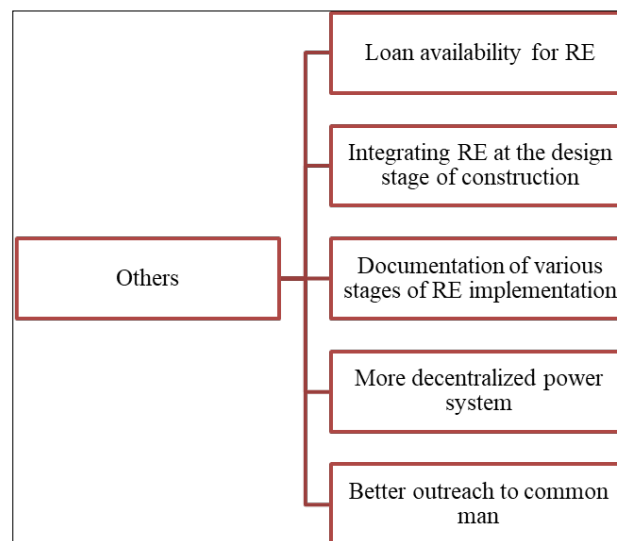 Loan availability for RE
Integrating RE at the design
stage of construction
Others
Documentation of various
stages of RE implementation
More decentralized power
system
Better outreach to common
man